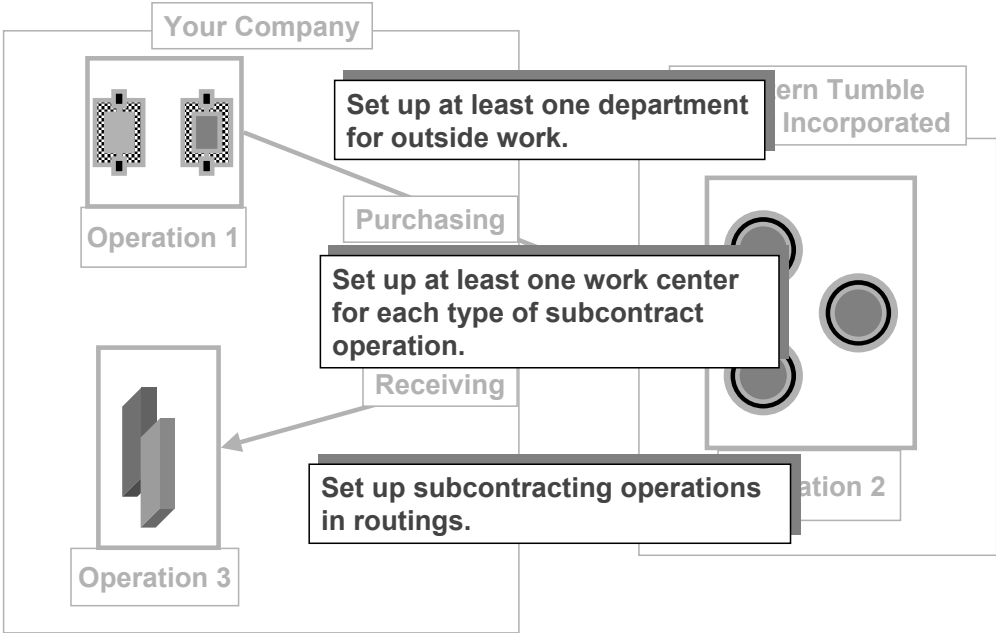 Your Company
Set up at least one department
for outside work.
Tumble
Incorporated
Operation 1
Purchasing
Set up at least one work center
for each type of subcontract
operation.
Receiving
Set up subcontracting operations
in routings.
2
Operation 3